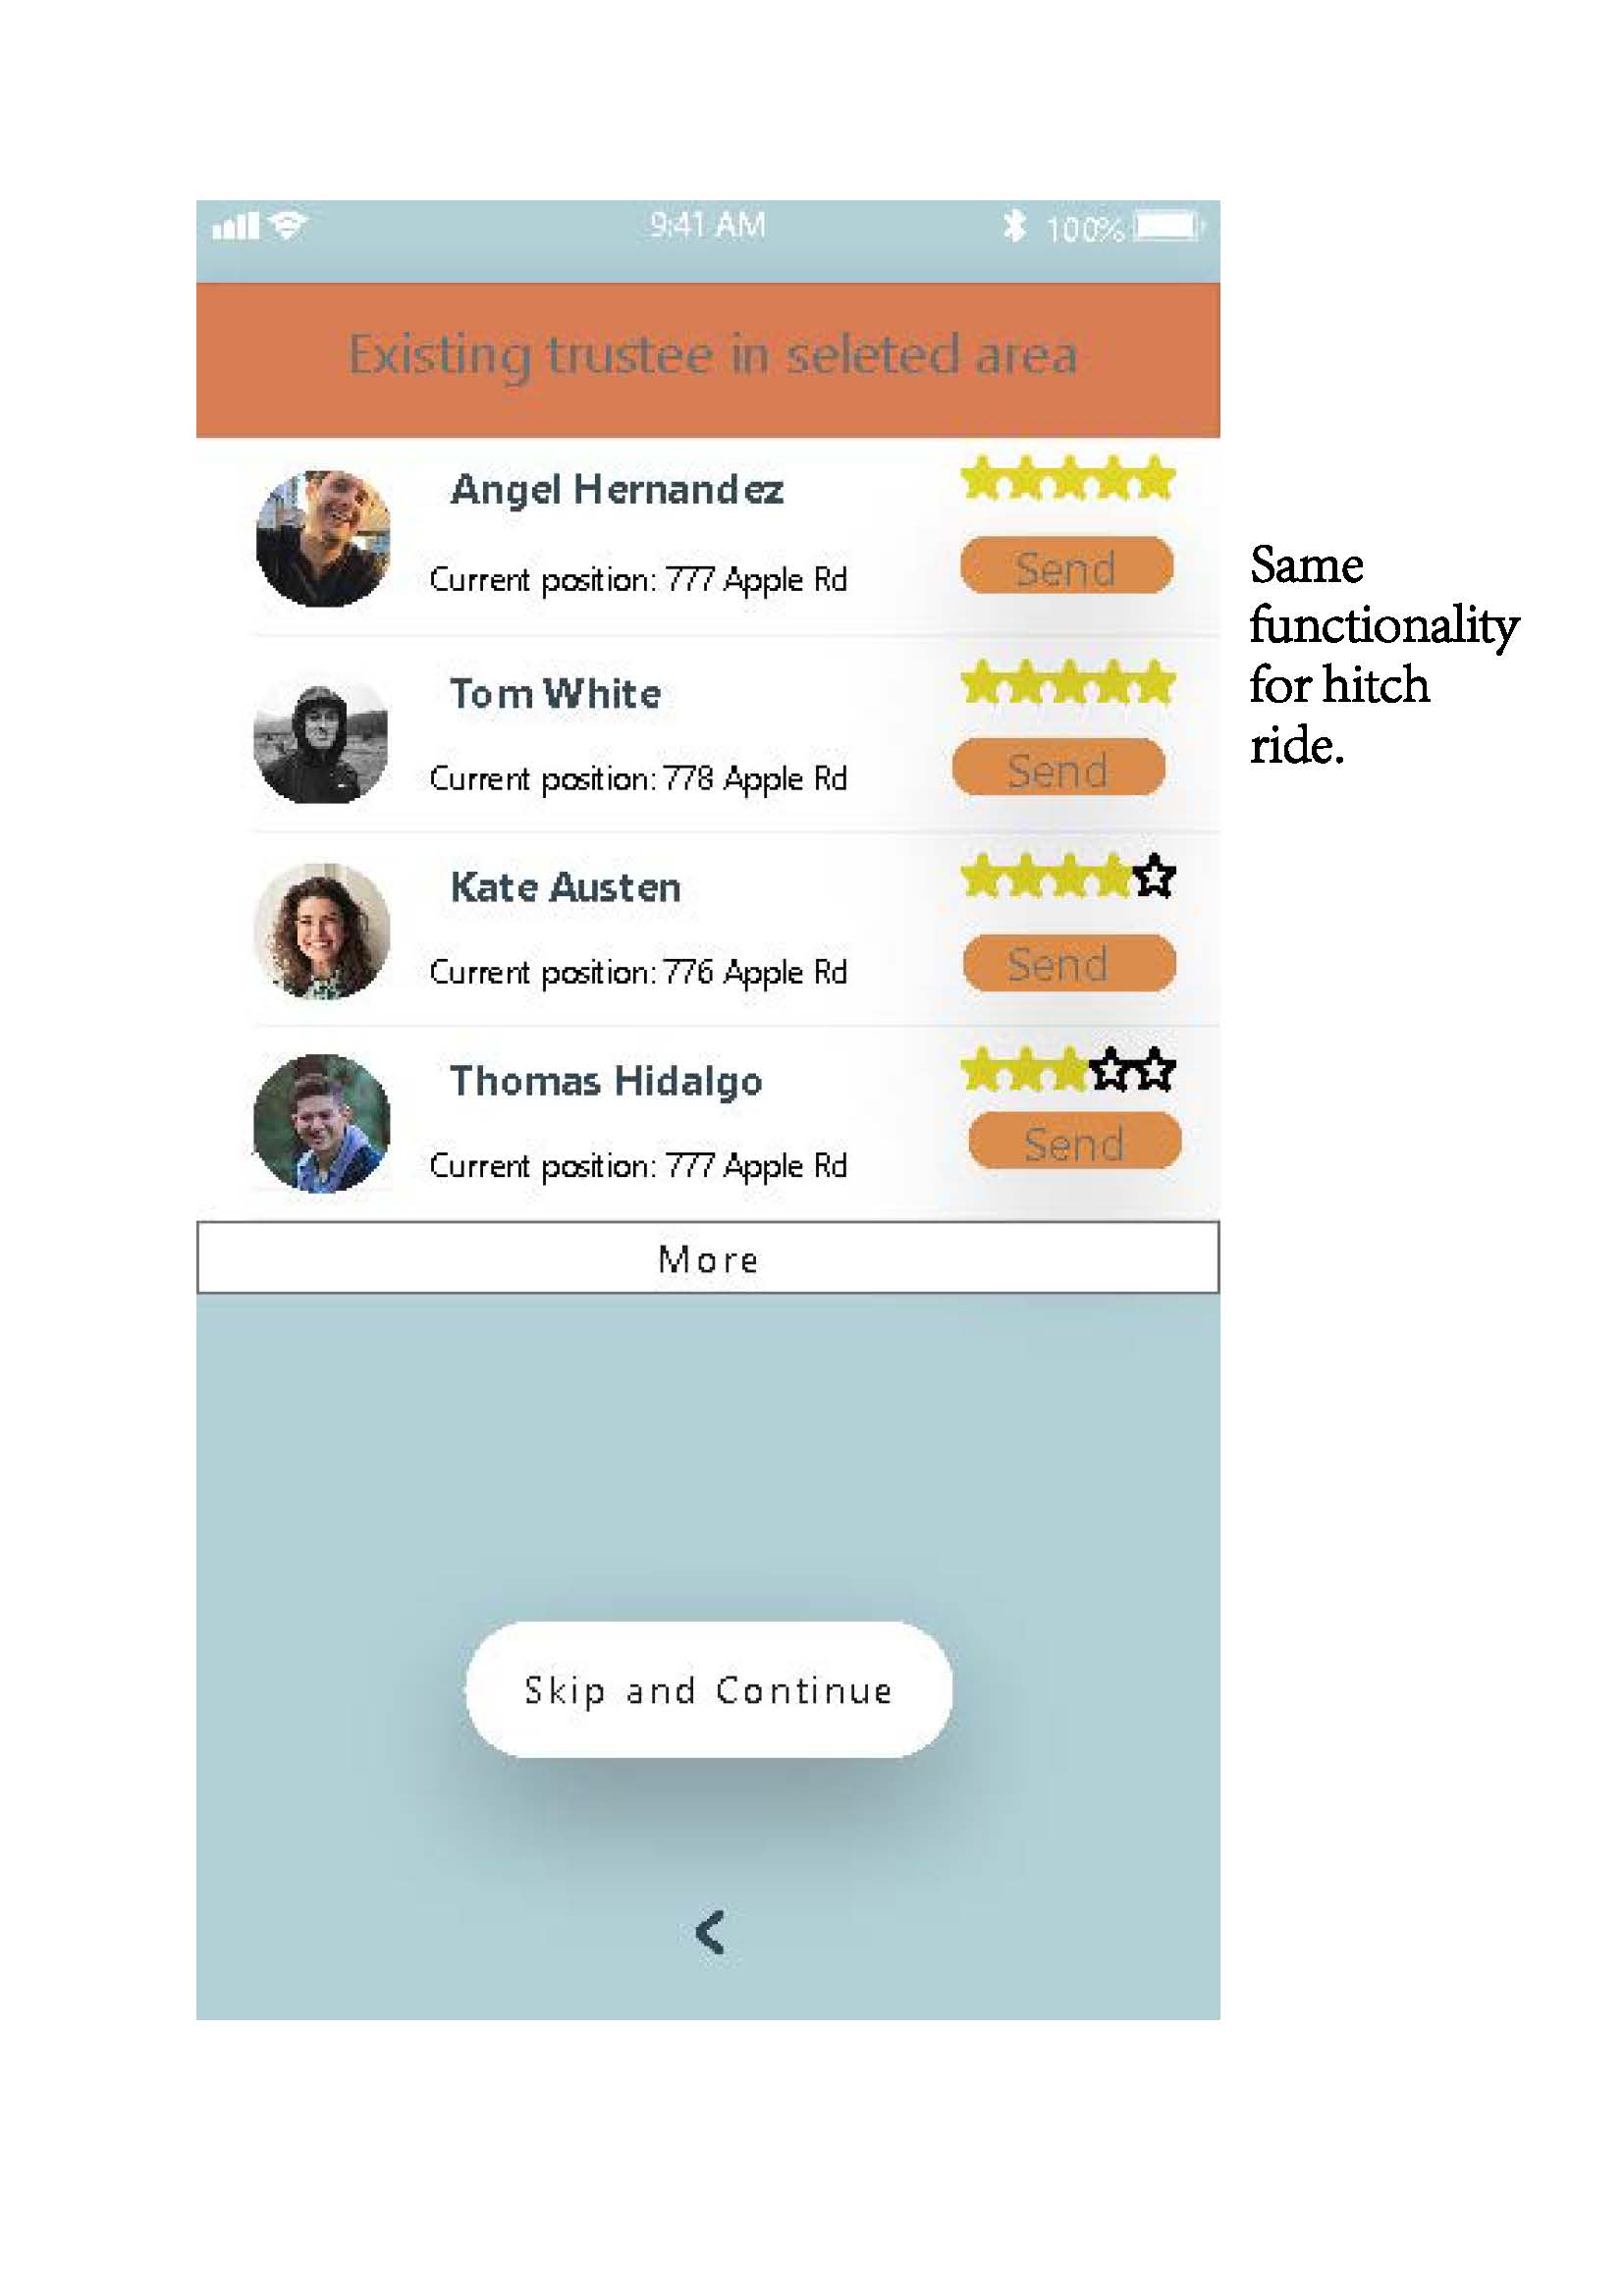 9:41 AM
100%
Existing trustee in seleted area
Angel Hernandez
Current position: 777 Apple Rd
Send
Tom White
Current position: 778 Apple Rd
Send
Kate Austen
Current position: 776 Apple Rd
Send
Thomas Hidalgo
Current position: 777 Apple Rd
Send
More
Skip and Continue
Same
functionality
for hitch
ride.